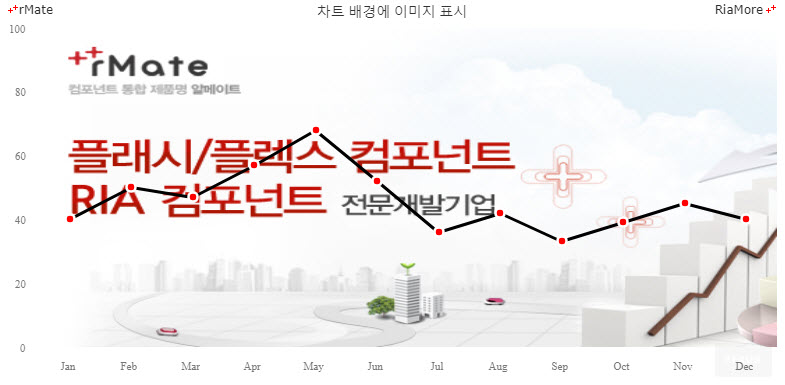 rMate
차트 배경에 이미지 표시
RiaMore
100
80
60
40
20
0
rMate
컴포넌트 통합 제품명 알메이트
플래시/플렉스 컴포넌트
RIA 컴포넌트 전문개발기업
Jan Feb Mar Apr May Jun Jul Aug Sep Oct Nov Dec